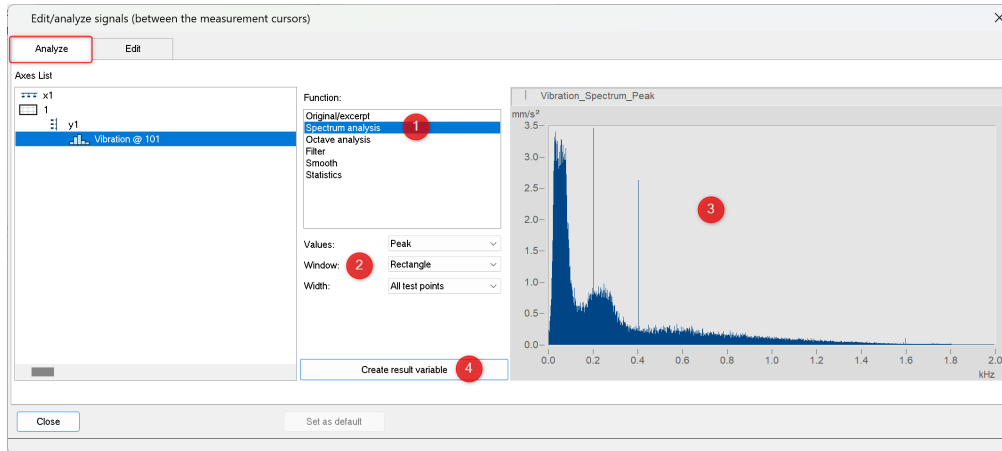 Edit/analyze signals (between the measurement cursors)
Analyze
Edit
Axes List
x1
1
y1
Vibration @ 101
Function:
Original/excerpt
Spectrum analysis
1
Octave analysis
Filter
Smooth
Statistics
Values:
Peak
Window:
2
Rectangle
Width:
All test points
Create result variable
4
Vibration_Spectrum_Peak
mm/s²
3.5
3.0
2.5
2.0
1.5
1.0
0.5
0.0
3
0.0 0.2 0.4 0.6 0.8 1.0 1.2 1.4 1.6 1.8 2.0
kHz
Close
Set as default